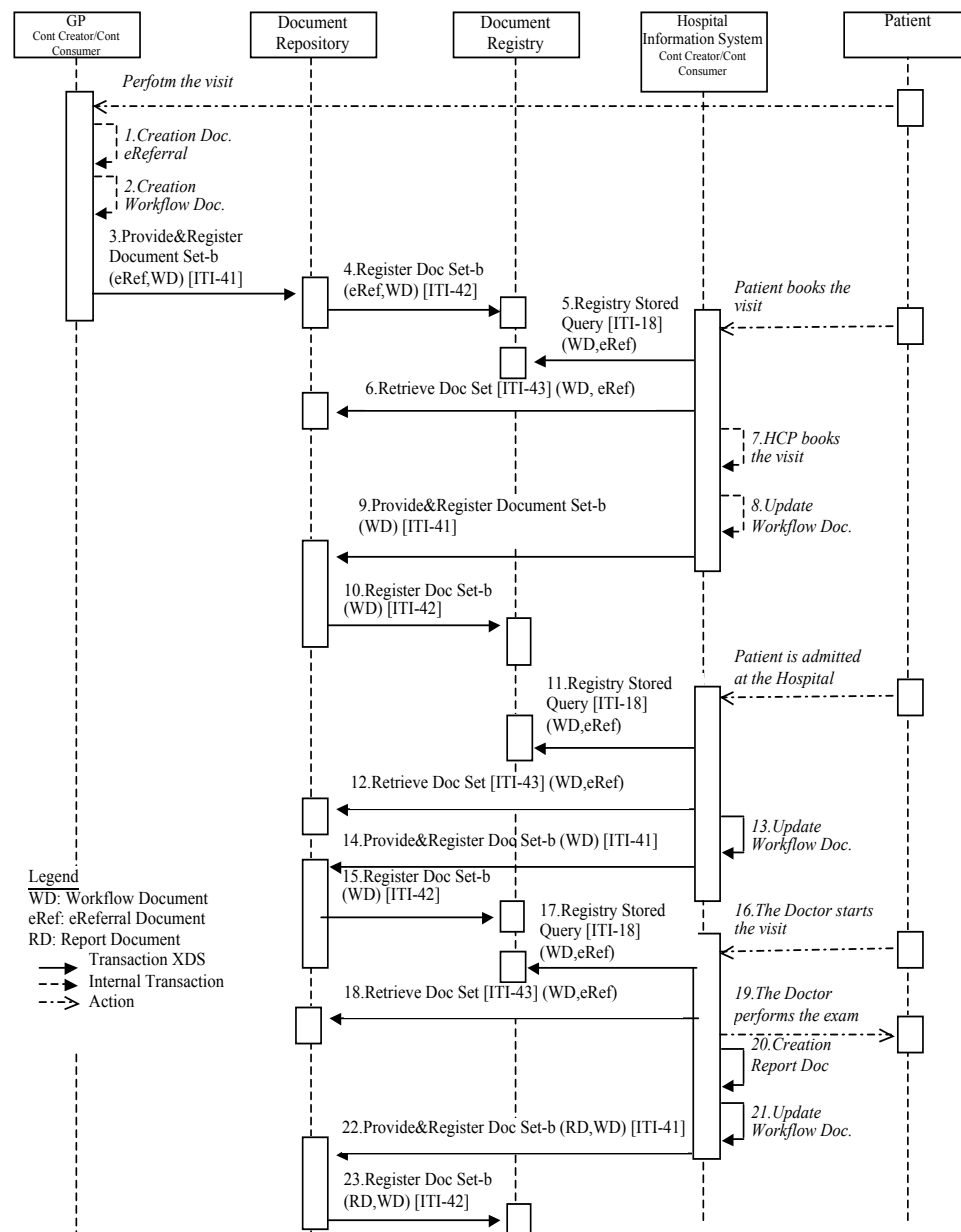 GP
Cont Creator/Cont
Consumer
Document
Repository
Document
Registry
Hospital
Information System
Cont Creator/Cont
Consumer
Patient
Perfotm the visit
1.Creation Doc.
eReferral
2.Creation
Workflow Doc.
3.Provide&Register
Document Set-b
(eRef,WD) [ITI-41]
4.Register Doc Set-b
(eRef,WD) [ITI-42]
5.Registry Stored
Query [ITI-18]
(WD,eRef)
Patient books the
visit
6.Retrieve Doc Set [ITI-43] (WD, eRef)
7.HCP books
the visit
8.Update
Workflow Doc.
9.Provide&Register Document Set-b
(WD) [ITI-41]
10.Register Doc Set-b
(WD) [ITI-42]
Patient is admitted
at the Hospital
11.Registry Stored
Query [ITI-18]
(WD,eRef)
12.Retrieve Doc Set [ITI-43] (WD,eRef)
13.Update
Workflow Doc.
14.Provide&Register Doc Set-b (WD) [ITI-41]
15.Register Doc Set-b
(WD) [ITI-42]
16.The Doctor starts
the visit
17.Registry Stored
Query [ITI-18]
(WD,eRef)
18.Retrieve Doc Set [ITI-43] (WD,eRef)
19.The Doctor
performs the exam
20.Creation
Report Doc
21.Update
Workflow Doc.
22.Provide&Register Doc Set-b (RD,WD) [ITI-41]
23.Register Doc Set-b
(RD,WD) [ITI-42]
Legend
WD: Workflow Document
eRef: eReferral Document
RD: Report Document
Transaction XDS
Internal Transaction
Action